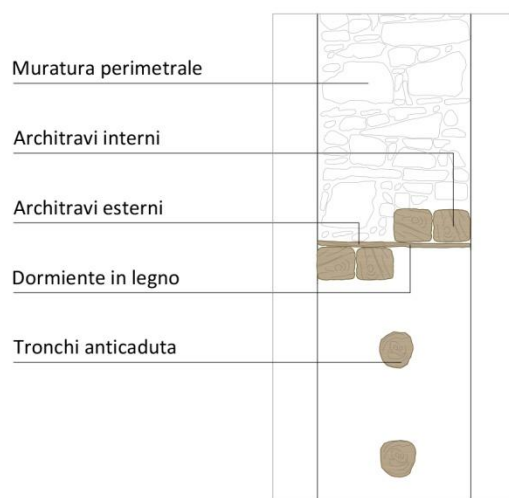 Muratura perimetrale
Architravi interni
Architravi esterni
Dormiente in legno
Tronchi anticaduta